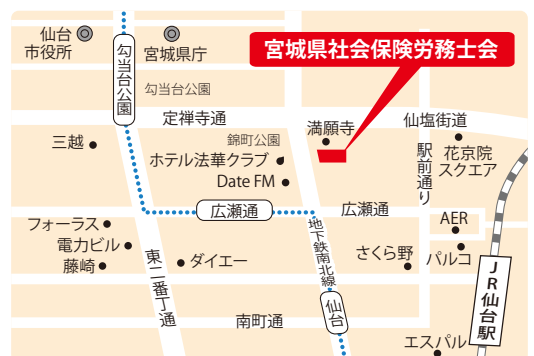 仙台
市役所
宮城県庁
宮城県社会保険労務士会
勾当台公園
勾当台公園
定禅寺通
錦町公園
満願寺
仙塩街道
三越
ホテル法華クラブ
駅前通り
花京院
スクエア
Date FM
広瀬通
広瀬通
フォーラス
電力ビル
藤崎
東二番丁通
ダイエー
地下鉄南北線
さくら野
AER
パルコ
JR仙台駅
南町通
仙台
エスパル